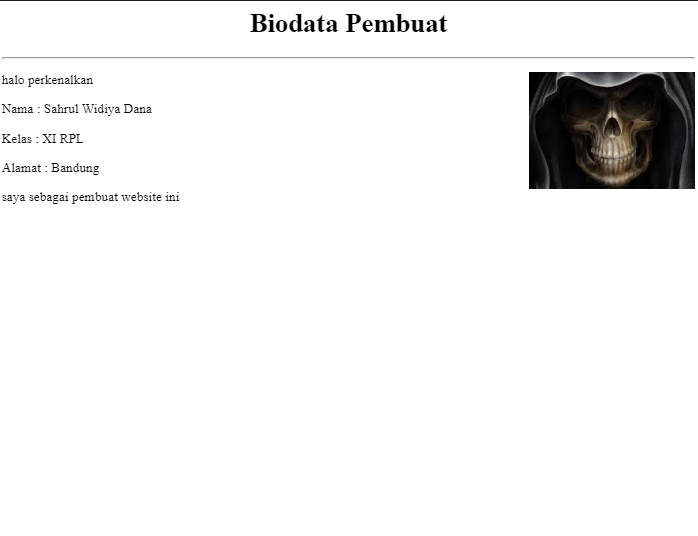 Biodata Pembuat
halo perkenalkan
Nama : Sahrul Widiya Dana
Kelas : XI RPL
Alamat : Bandung
saya sebagai pembuat website ini